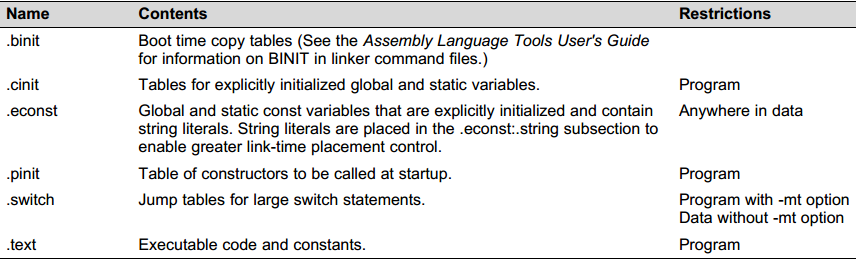 Name Contents Restrictions
.binit Boot time copy tables (See the Assembly Language Tools User's Guide
for information on BINIT in linker command files.)
.cinit Tables for explicitly initialized global and static variables. Program
.econst Global and static const variables that are explicitly initialized and contain Anywhere in data
string literals. String literals are placed in the .econst:.string subsection to
enable greater link-time placement control.
.pinit Table of constructors to be called at startup. Program
.switch Jump tables for large switch statements. Program with -mt option
Data without -mt option
.text Executable code and constants. Program